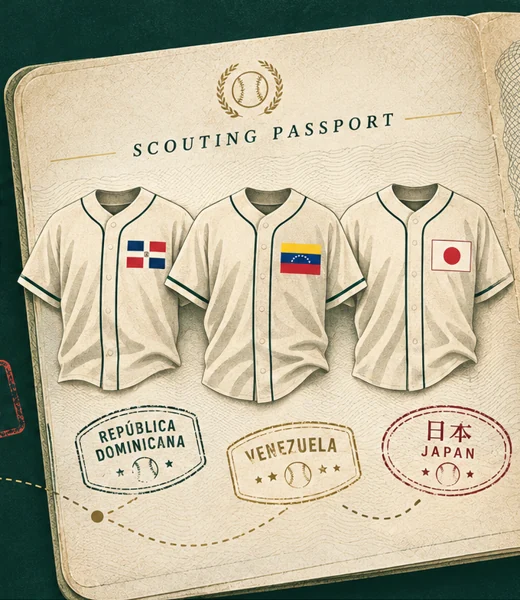 SCOUTING PASSPORT
REPÚBLICA
DOMINICANA
VENEZUELA
日本
JAPAN